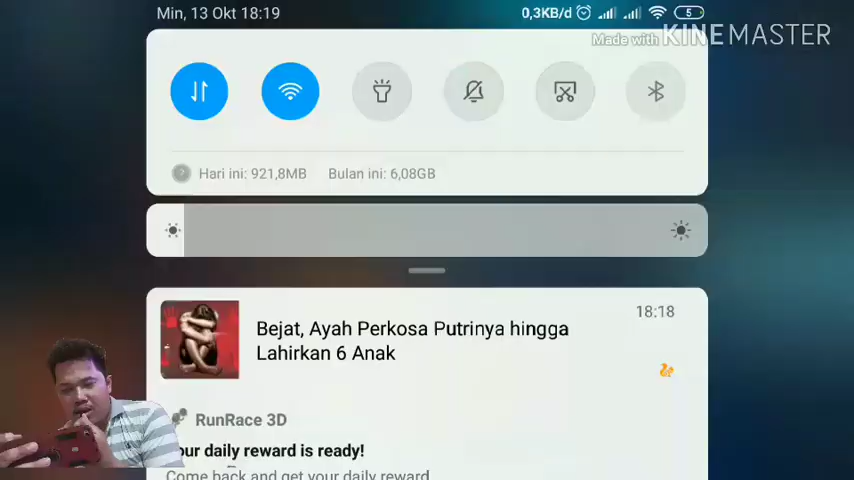 Min, 13 Okt 18:19
0,3KB/d
5
Made with KINEMASTER
Hari ini: 921,8MB Bulan ini: 6,08GB
18:18
Bejat, Ayah Perkosa Putrinya hingga
Lahirkan 6 Anak
RunRace 3D
our daily reward is ready!
Come back and get your daily reward